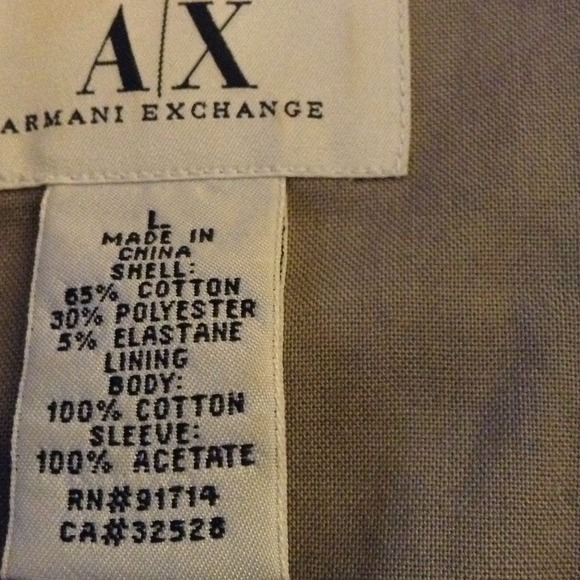 A|X
ARMANI EXCHANGE
L
MADE IN
CHINA
SHELL:
65% COTTON
30% POLYESTER
5% ELASTANE
LINING
BODY:
100% COTTON
SLEEVE:
100% ACETATE
RN#91714
CA#32528